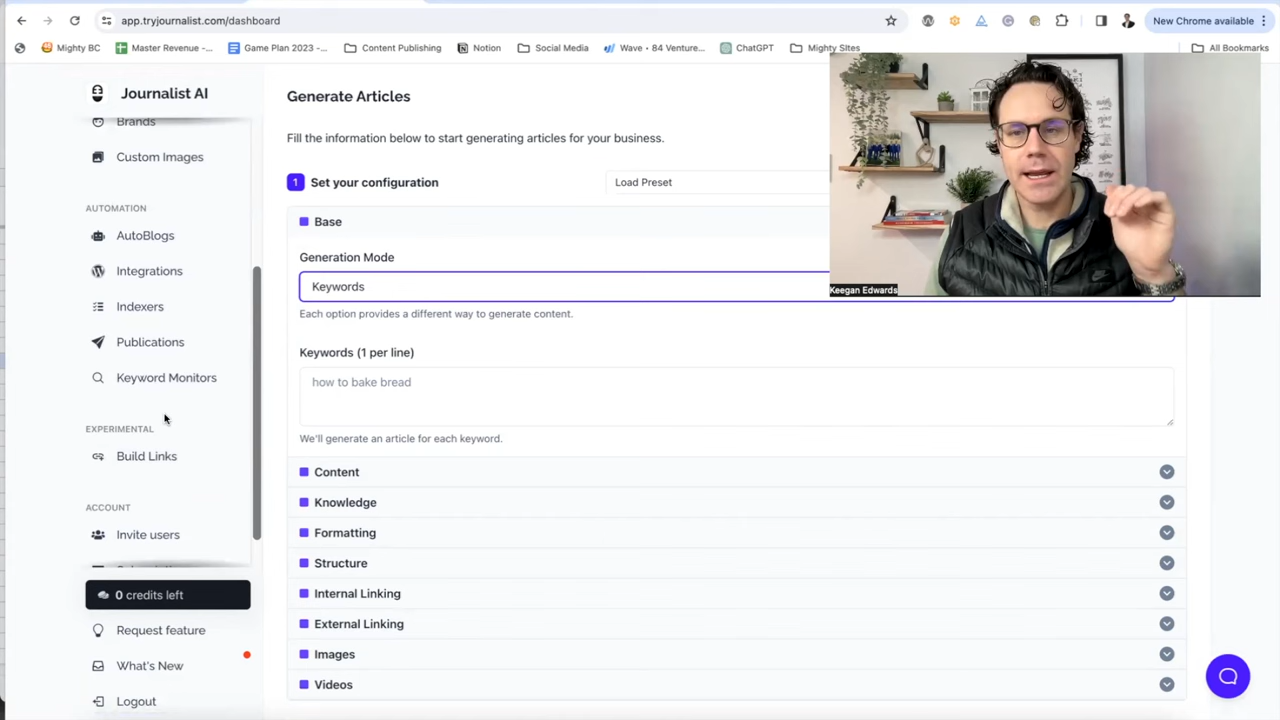 app.tryjournalist.com/dashboard
New Chrome available
Mighty BC
Master Revenue -...
Game Plan 2023 -...
Content Publishing
Notion
Social Media
Wave • 84 Venture...
ChatGPT
Mighty SItes
All Bookmarks
Journalist AI
Brands
Custom Images
AUTOMATION
AutoBlogs
Integrations
Indexers
Publications
Keyword Monitors
EXPERIMENTAL
Build Links
ACCOUNT
Invite users
0 credits left
Request feature
What's New
Logout
Generate Articles
Fill the information below to start generating articles for your business.
1 Set your configuration
Load Preset
Base
Generation Mode
Keywords
Each option provides a different way to generate content.
Keywords (1 per line)
how to bake bread
We'll generate an article for each keyword.
Content
Knowledge
Formatting
Structure
Internal Linking
External Linking
Images
Videos
Keegan Edwards